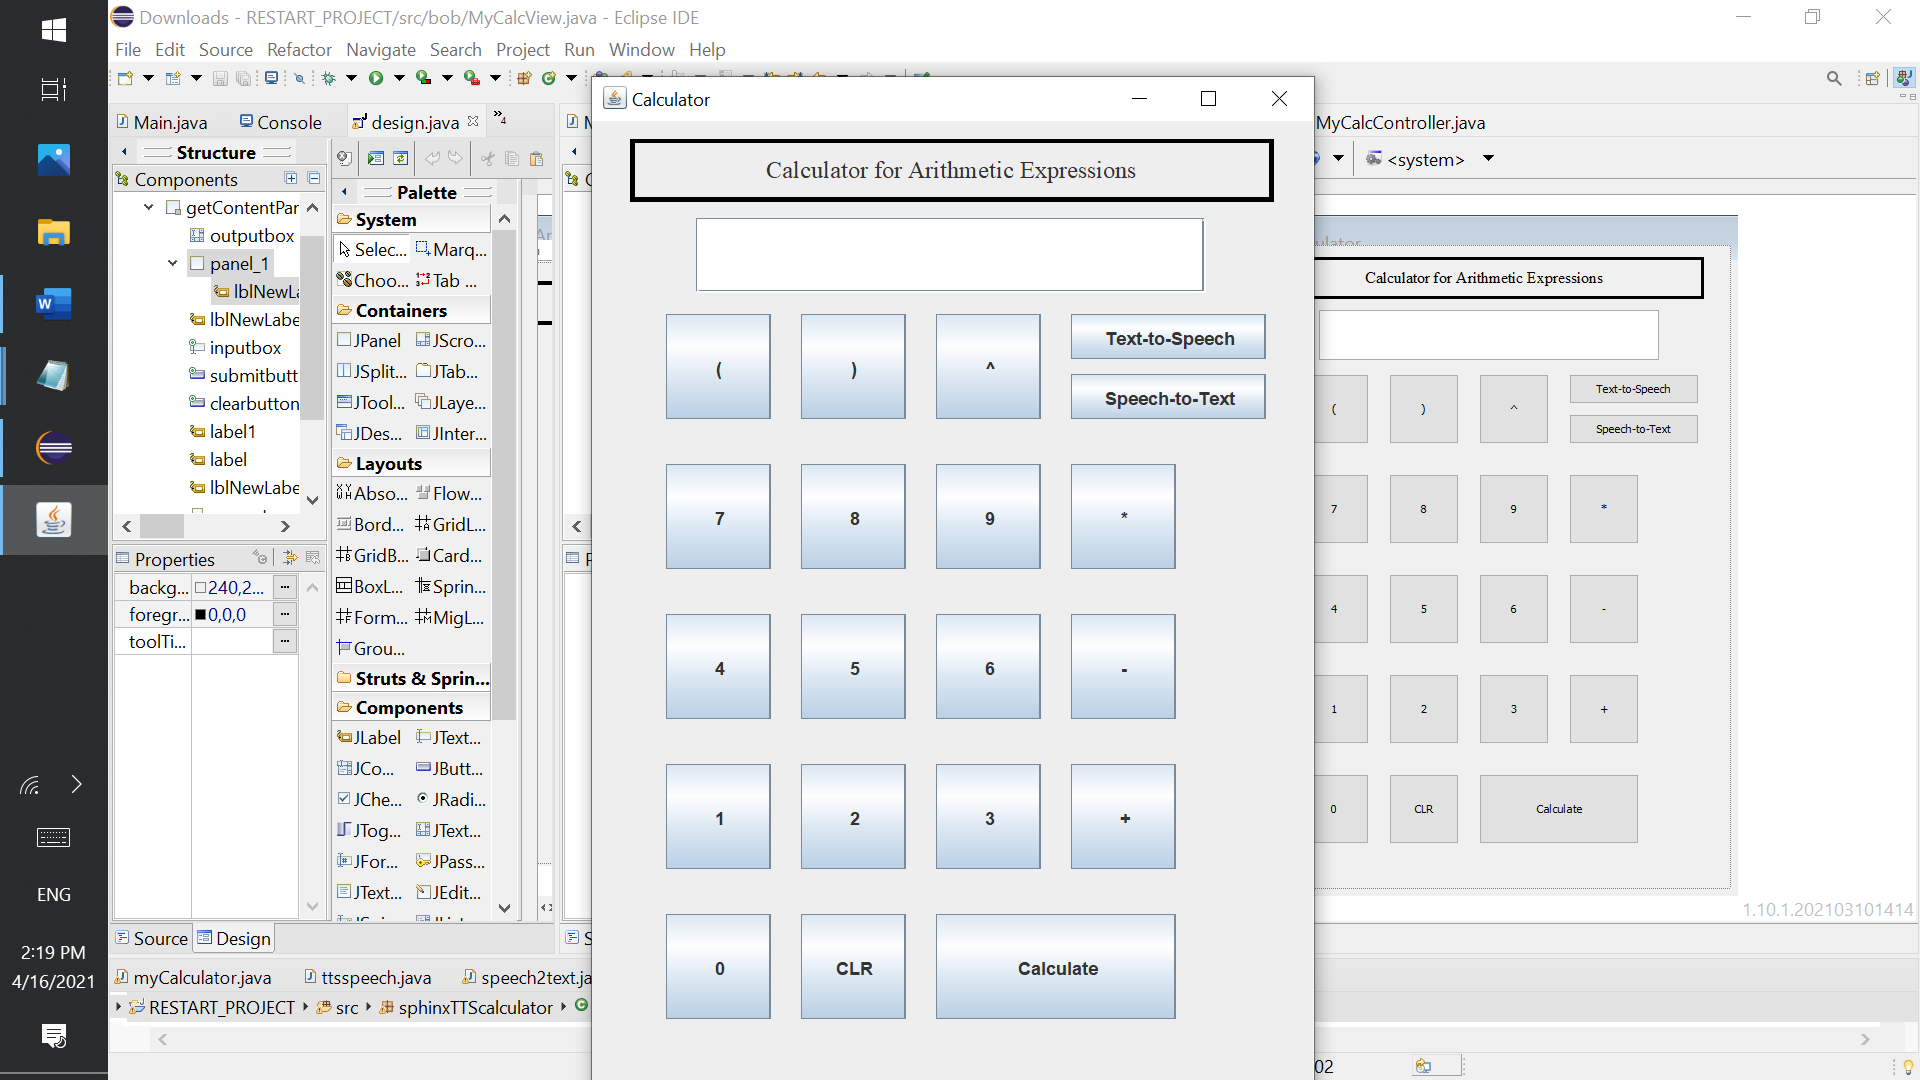 Downloads - RESTART_PROJECT/src/bob/MyCalcView.java - Eclipse IDE
File Edit Source Refactor Navigate Search Project Run Window Help
Main.java
Console
design.java
4
MyCalcController.java
Structure
Components
getContentPar
outputbox
panel_1
lblNewLa
lblNewLabe
inputbox
submitbutt
clearbutton
label1
label
lblNewLabe
Properties
backg... 240,2... ...
foregr... 0,0,0 ...
toolTi... ...
Palette
System
Selec... Marq...
Choo... Tab ...
Containers
JPanel JScro...
JSplit... JTab...
JTool... JLaye...
JDes... JInter...
Layouts
Abso... Flow...
Bord... GridL...
GridB... Card...
BoxL... Sprin...
Form... MigL...
Grou...
Struts & Sprin...
Components
JLabel JText...
JCo... JButt...
JChe... JRadi...
JTog... JText...
JFor... JPass...
JText... JEdit...
Source Design
myCalculator.java ttsspeech.java speech2text.ja
RESTART_PROJECT src sphinxTTScalculator
Calculator
Calculator for Arithmetic Expressions
( ) ^ Text-to-Speech
Speech-to-Text
7 8 9 *
4 5 6 -
1 2 3 +
0 CLR Calculate
<system>
Calculator for Arithmetic Expressions
( ) ^ Text-to-Speech
Speech-to-Text
7 8 9 *
4 5 6 -
1 2 3 +
0 CLR Calculate
1.10.1.202103101414
02
ENG
2:19 PM
4/16/2021